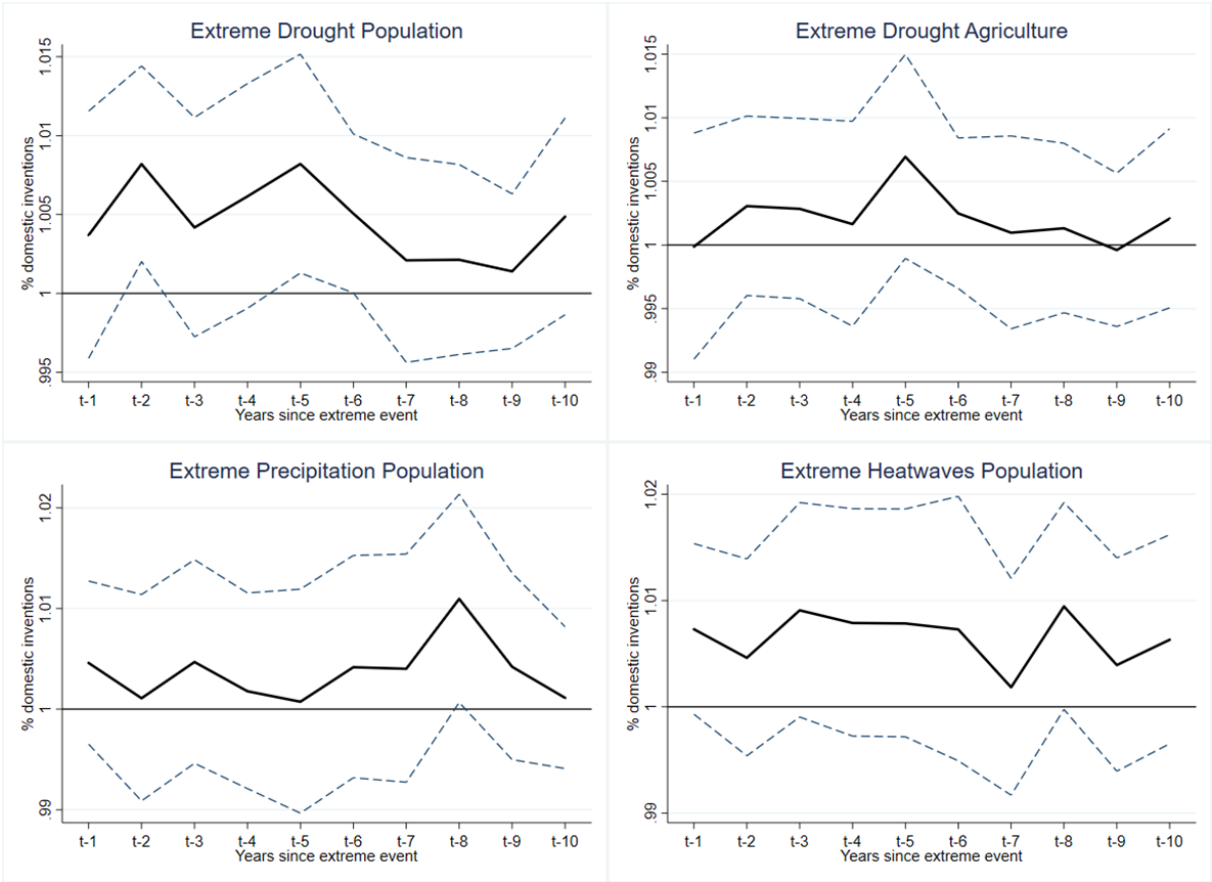 Extreme Drought Population
% domestic inventions
1.015
1.01
1.005
1
.995
t-1 t-2 t-3 t-4 t-5 t-6 t-7 t-8 t-9 t-10
Years since extreme event
Extreme Drought Agriculture
% domestic inventions
1.015
1.01
1.005
1
.995
.99
t-1 t-2 t-3 t-4 t-5 t-6 t-7 t-8 t-9 t-10
Years since extreme event
Extreme Precipitation Population
% domestic inventions
1.02
1.01
1
.99
t-1 t-2 t-3 t-4 t-5 t-6 t-7 t-8 t-9 t-10
Years since extreme event
Extreme Heatwaves Population
% domestic inventions
1.02
1.01
1
.99
t-1 t-2 t-3 t-4 t-5 t-6 t-7 t-8 t-9 t-10
Years since extreme event